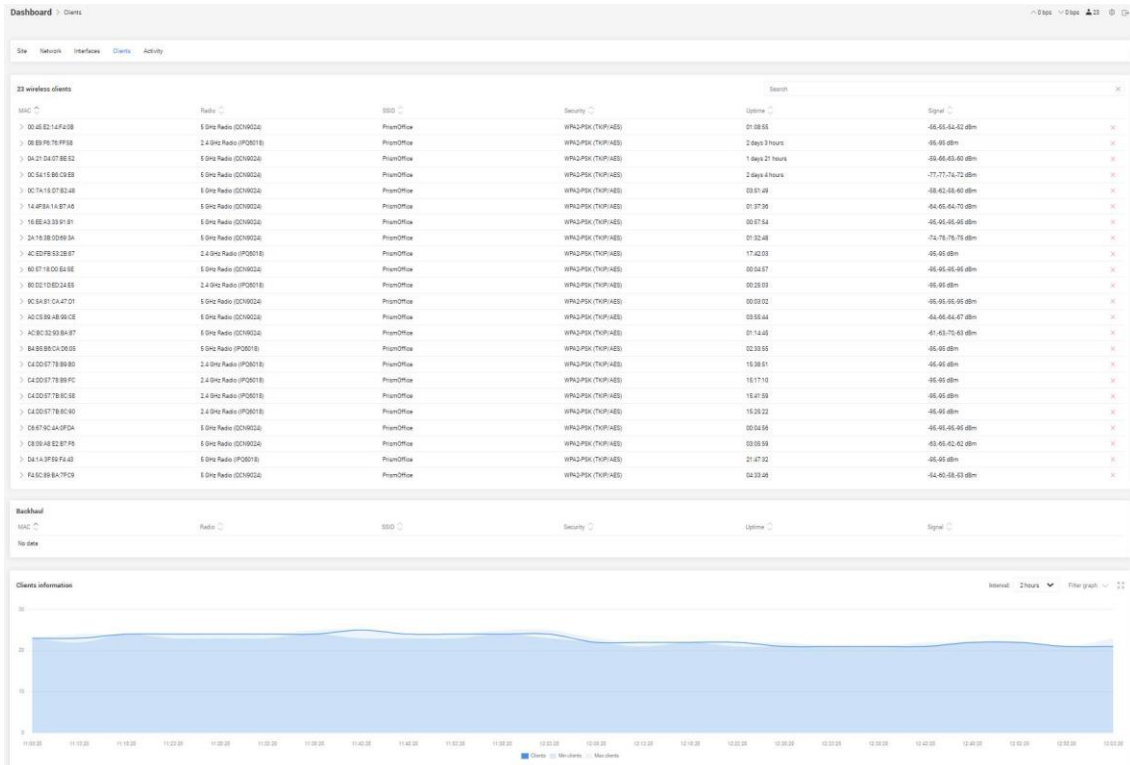 Dashboard > Clients
0 bps 0 bps 23
Site Network Interfaces Clients Activity
23 wireless clients Search
MAC Radio SSID Security Uptime Signal
00:45:E2:14:F4:0B 5 GHz Radio (QCN9024) PrismOffice WPA2-PSK (TKIP/AES) 01:08:55 -56,-55,-54,-52 dBm
2.4 GHz Radio (IPQ6018) PrismOffice WPA2-PSK (TKIP/AES) 2 days 3 hours -95,-95 dBm
0A:21:D4:07:BE:52 5 GHz Radio (QCN9024) PrismOffice WPA2-PSK (TKIP/AES) 1 days 21 hours -59,-66,-63,-60 dBm
0C:54:15:B6:C9:EB 5 GHz Radio (QCN9024) PrismOffice WPA2-PSK (TKIP/AES) 2 days 4 hours -77,-77,-74,-72 dBm
0C:7A:15:D7:B2:48 5 GHz Radio (QCN9024) PrismOffice WPA2-PSK (TKIP/AES) 03:51:49 -58,-62,-58,-60 dBm
14:4F:8A:1A:B7:A6 5 GHz Radio (QCN9024) PrismOffice WPA2-PSK (TKIP/AES) 01:37:36 -64,-65,-64,-70 dBm
16:EE:A3:33:91:81 5 GHz Radio (QCN9024) PrismOffice WPA2-PSK (TKIP/AES) 00:57:54 -95,-95,-95,-95 dBm
2A:16:3B:0D:69:3A 5 GHz Radio (QCN9024) PrismOffice WPA2-PSK (TKIP/AES) 01:32:48 -74,-78,-76,-75 dBm
4C:ED:FB:53:2B:87 2.4 GHz Radio (IPQ6018) PrismOffice WPA2-PSK (TKIP/AES) 17:42:03 -95,-95 dBm
60:57:18:D0:E4:9E 5 GHz Radio (QCN9024) PrismOffice WPA2-PSK (TKIP/AES) 00:04:57 -95,-95,-95,-95 dBm
80:D2:1D:ED:24:E8 2.4 GHz Radio (IPQ6018) PrismOffice WPA2-PSK (TKIP/AES) 00:28:03 -95,-95 dBm
9C:5A:81:CA:47:D1 5 GHz Radio (QCN9024) PrismOffice WPA2-PSK (TKIP/AES) 00:03:02 -95,-95,-95,-95 dBm
A0:C5:89:AB:99:CE 5 GHz Radio (QCN9024) PrismOffice WPA2-PSK (TKIP/AES) 03:55:44 -64,-66,-64,-67 dBm
AC:BC:32:93:BA:87 5 GHz Radio (QCN9024) PrismOffice WPA2-PSK (TKIP/AES) 01:14:45 -61,-63,-70,-63 dBm
B4:B5:B6:CA:D6:05 5 GHz Radio (IPQ6018) PrismOffice WPA2-PSK (TKIP/AES) 02:33:55 -95,-95 dBm
C4:DD:57:7B:89:B0 2.4 GHz Radio (IPQ6018) PrismOffice WPA2-PSK (TKIP/AES) 15:36:51 -95,-95 dBm
C4:DD:57:7B:89:FC 2.4 GHz Radio (IPQ6018) PrismOffice WPA2-PSK (TKIP/AES) 15:17:10 -95,-95 dBm
C4:DD:57:7B:8C:58 2.4 GHz Radio (IPQ6018) PrismOffice WPA2-PSK (TKIP/AES) 15:41:59 -95,-95 dBm
C4:DD:57:7B:8C:90 2.4 GHz Radio (IPQ6018) PrismOffice WPA2-PSK (TKIP/AES) 15:25:22 -95,-95 dBm
C6:67:9C:4A:0F:DA 5 GHz Radio (QCN9024) PrismOffice WPA2-PSK (TKIP/AES) 00:04:56 -95,-95,-95,-95 dBm
C8:09:A8:E2:B7:F6 5 GHz Radio (QCN9024) PrismOffice WPA2-PSK (TKIP/AES) 03:05:59 -63,-65,-62,-62 dBm
D4:1A:3F:59:F4:43 5 GHz Radio (IPQ6018) PrismOffice WPA2-PSK (TKIP/AES) 21:47:32 -95,-95 dBm
F4:5C:89:BA:7F:C9 5 GHz Radio (QCN9024) PrismOffice WPA2-PSK (TKIP/AES) 04:33:46 -54,-60,-58,-53 dBm
Backhaul
MAC Radio SSID Security Uptime Signal
No data
Clients information Interval: 2 hours Filter graph
30
20
10
0
Clients Min clients Max clients